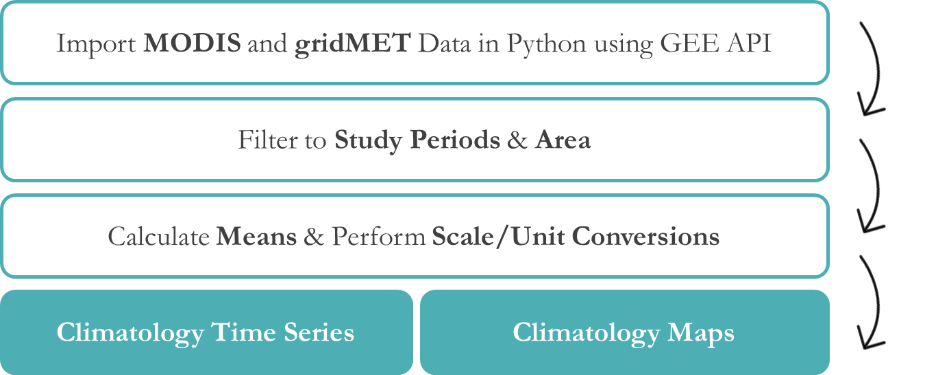 Import MODIS and gridMET Data in Python using GEE API
Filter to Study Periods & Area
Calculate Means & Perform Scale/Unit Conversions
Climatology Time Series
Climatology Maps